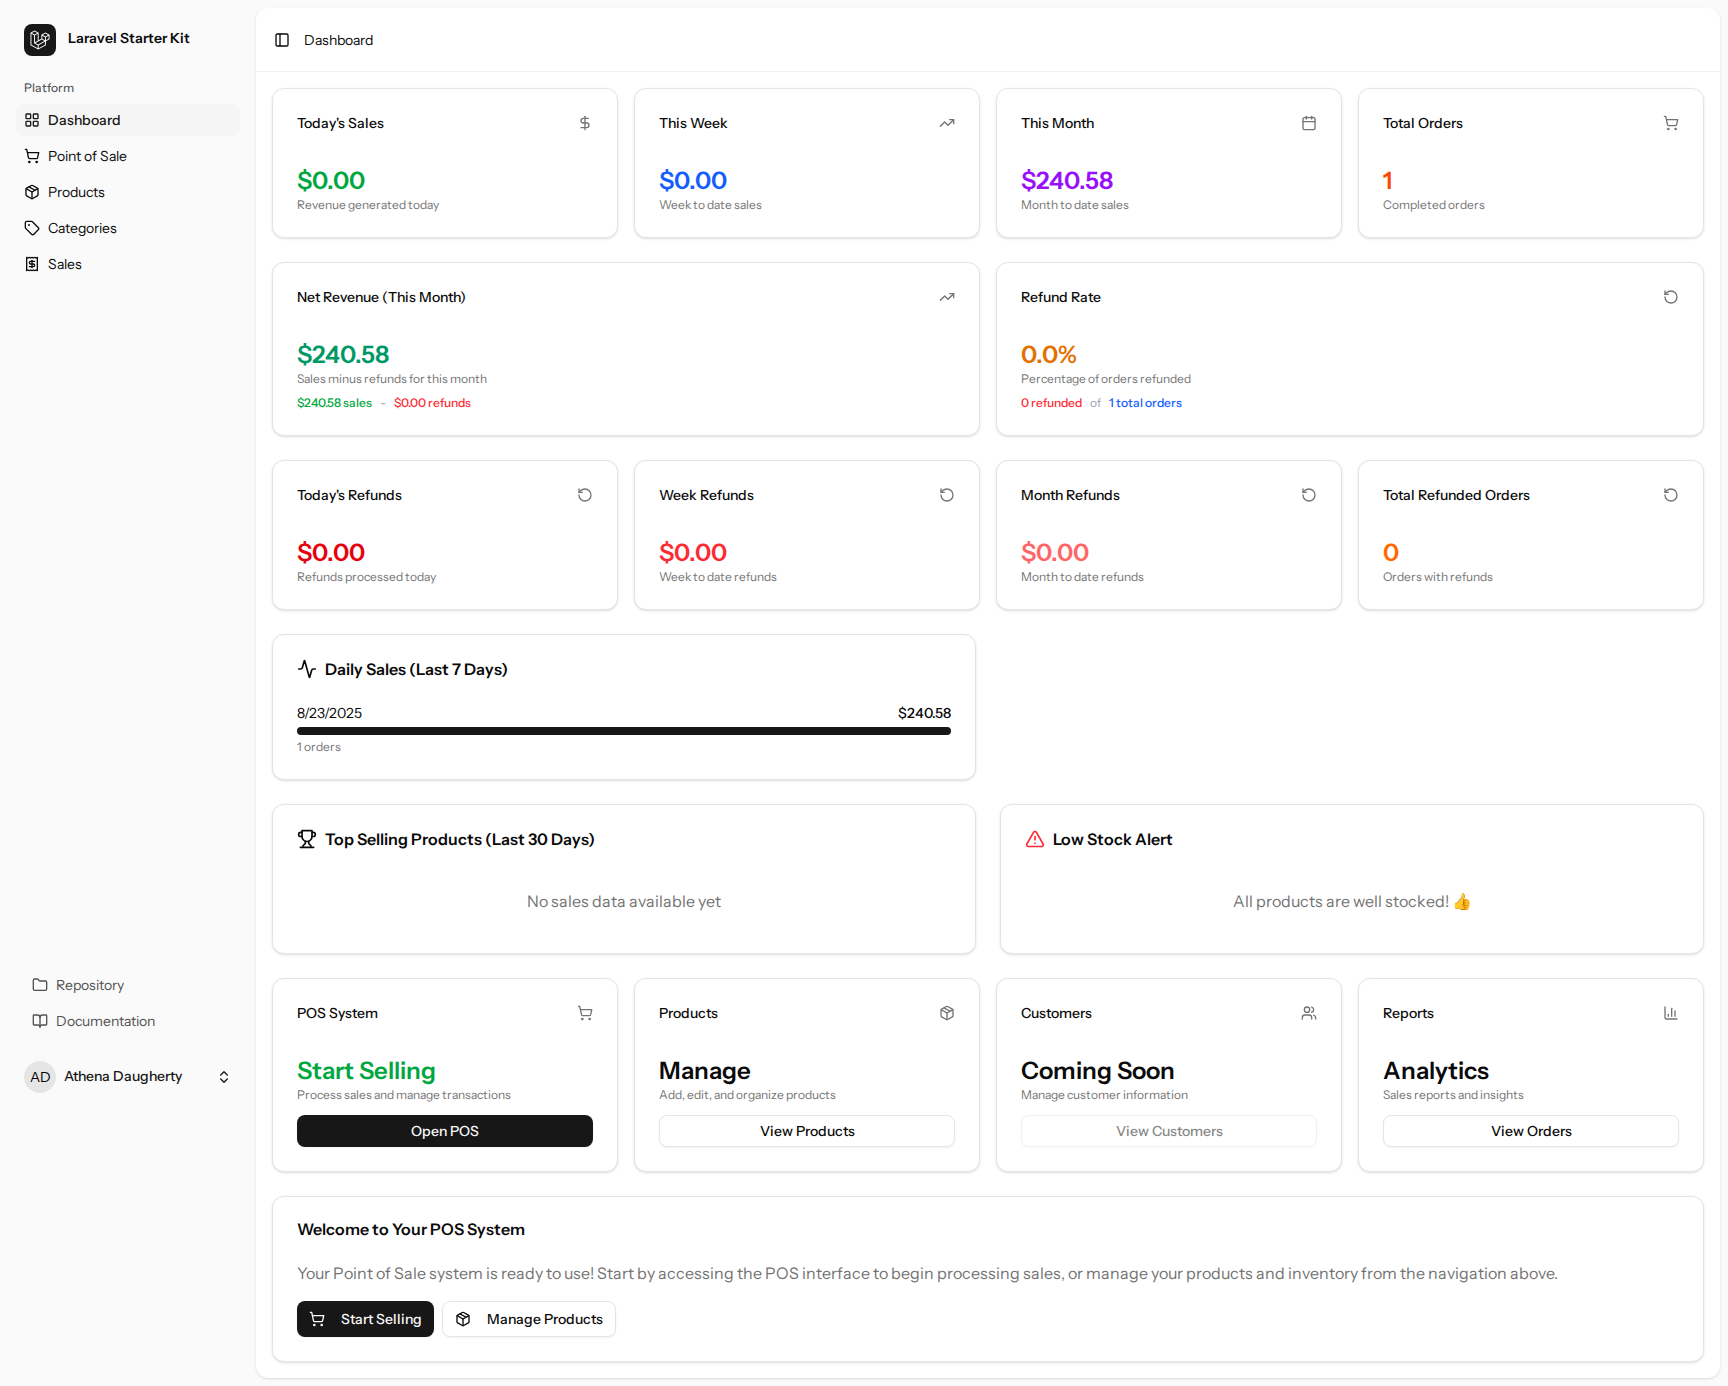 Laravel Starter Kit
Platform
Dashboard
Point of Sale
Products
Categories
Sales
Repository
Documentation
AD
Athena Daugherty
Dashboard
Today's Sales
$0.00
Revenue generated today
This Week
$0.00
Week to date sales
This Month
$240.58
Month to date sales
Total Orders
1
Completed orders
Net Revenue (This Month)
$240.58
Sales minus refunds for this month
$240.58 sales - $0.00 refunds
Refund Rate
0.0%
Percentage of orders refunded
0 refunded of 1 total orders
Today's Refunds
$0.00
Refunds processed today
Week Refunds
$0.00
Week to date refunds
Month Refunds
$0.00
Month to date refunds
Total Refunded Orders
0
Orders with refunds
Daily Sales (Last 7 Days)
8/23/2025 $240.58
1 orders
Top Selling Products (Last 30 Days)
No sales data available yet
Low Stock Alert
All products are well stocked! 👍
POS System
Start Selling
Process sales and manage transactions
Open POS
Products
Manage
Add, edit, and organize products
View Products
Customers
Coming Soon
Manage customer information
View Customers
Reports
Analytics
Sales reports and insights
View Orders
Welcome to Your POS System
Your Point of Sale system is ready to use! Start by accessing the POS interface to begin processing sales, or manage your products and inventory from the navigation above.
Start Selling
Manage Products